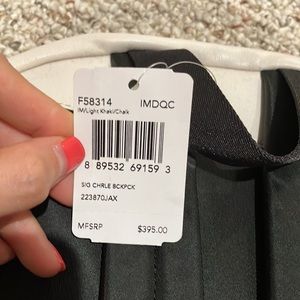 F58314 IMDQC
IM/Light Khaki/Chalk
8 89532 69159 3
SIG CHRLE BCKPCK
223870JAX
MFSRP $395.00